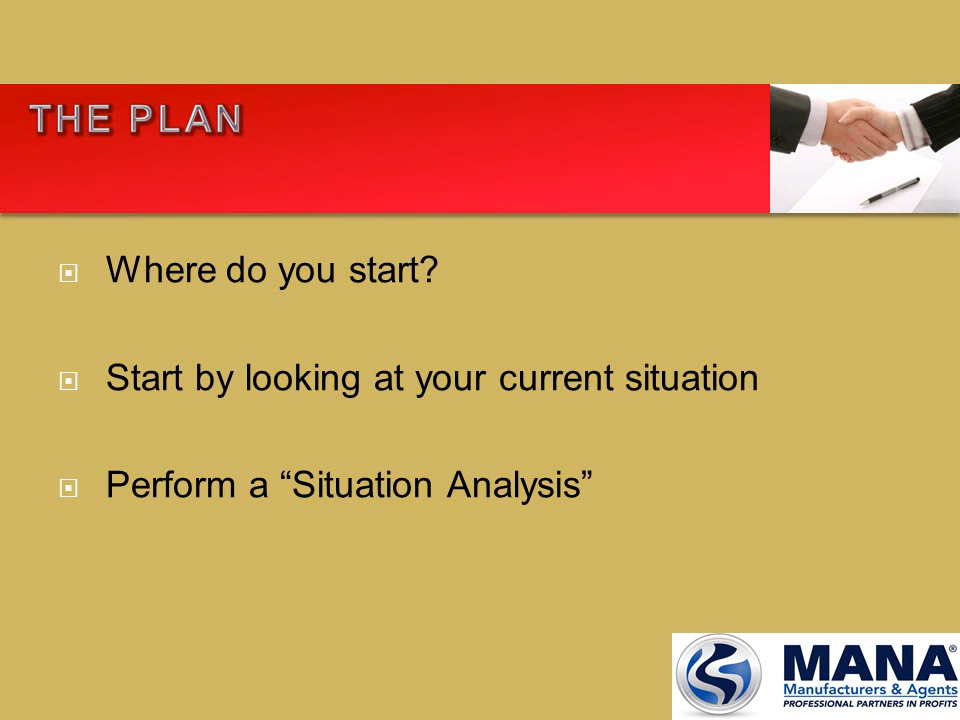 THE PLAN
Where do you start?
Start by looking at your current situation
Perform a “Situation Analysis”
MANA®
Manufacturers & Agents
PROFESSIONAL PARTNERS IN PROFITS